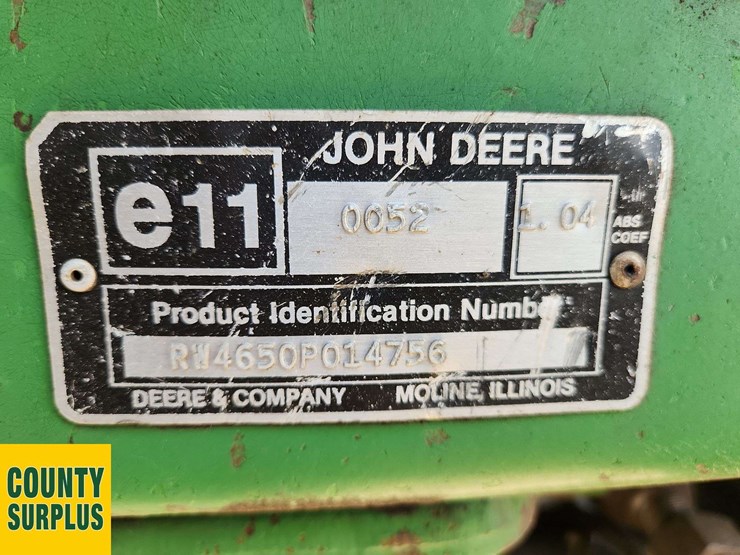 JOHN DEERE
e11
0052
1.04
ABS
COEF
Product Identification Number
RW4650P014756
DEERE & COMPANY MOLINE, ILLINOIS
COUNTY
SURPLUS